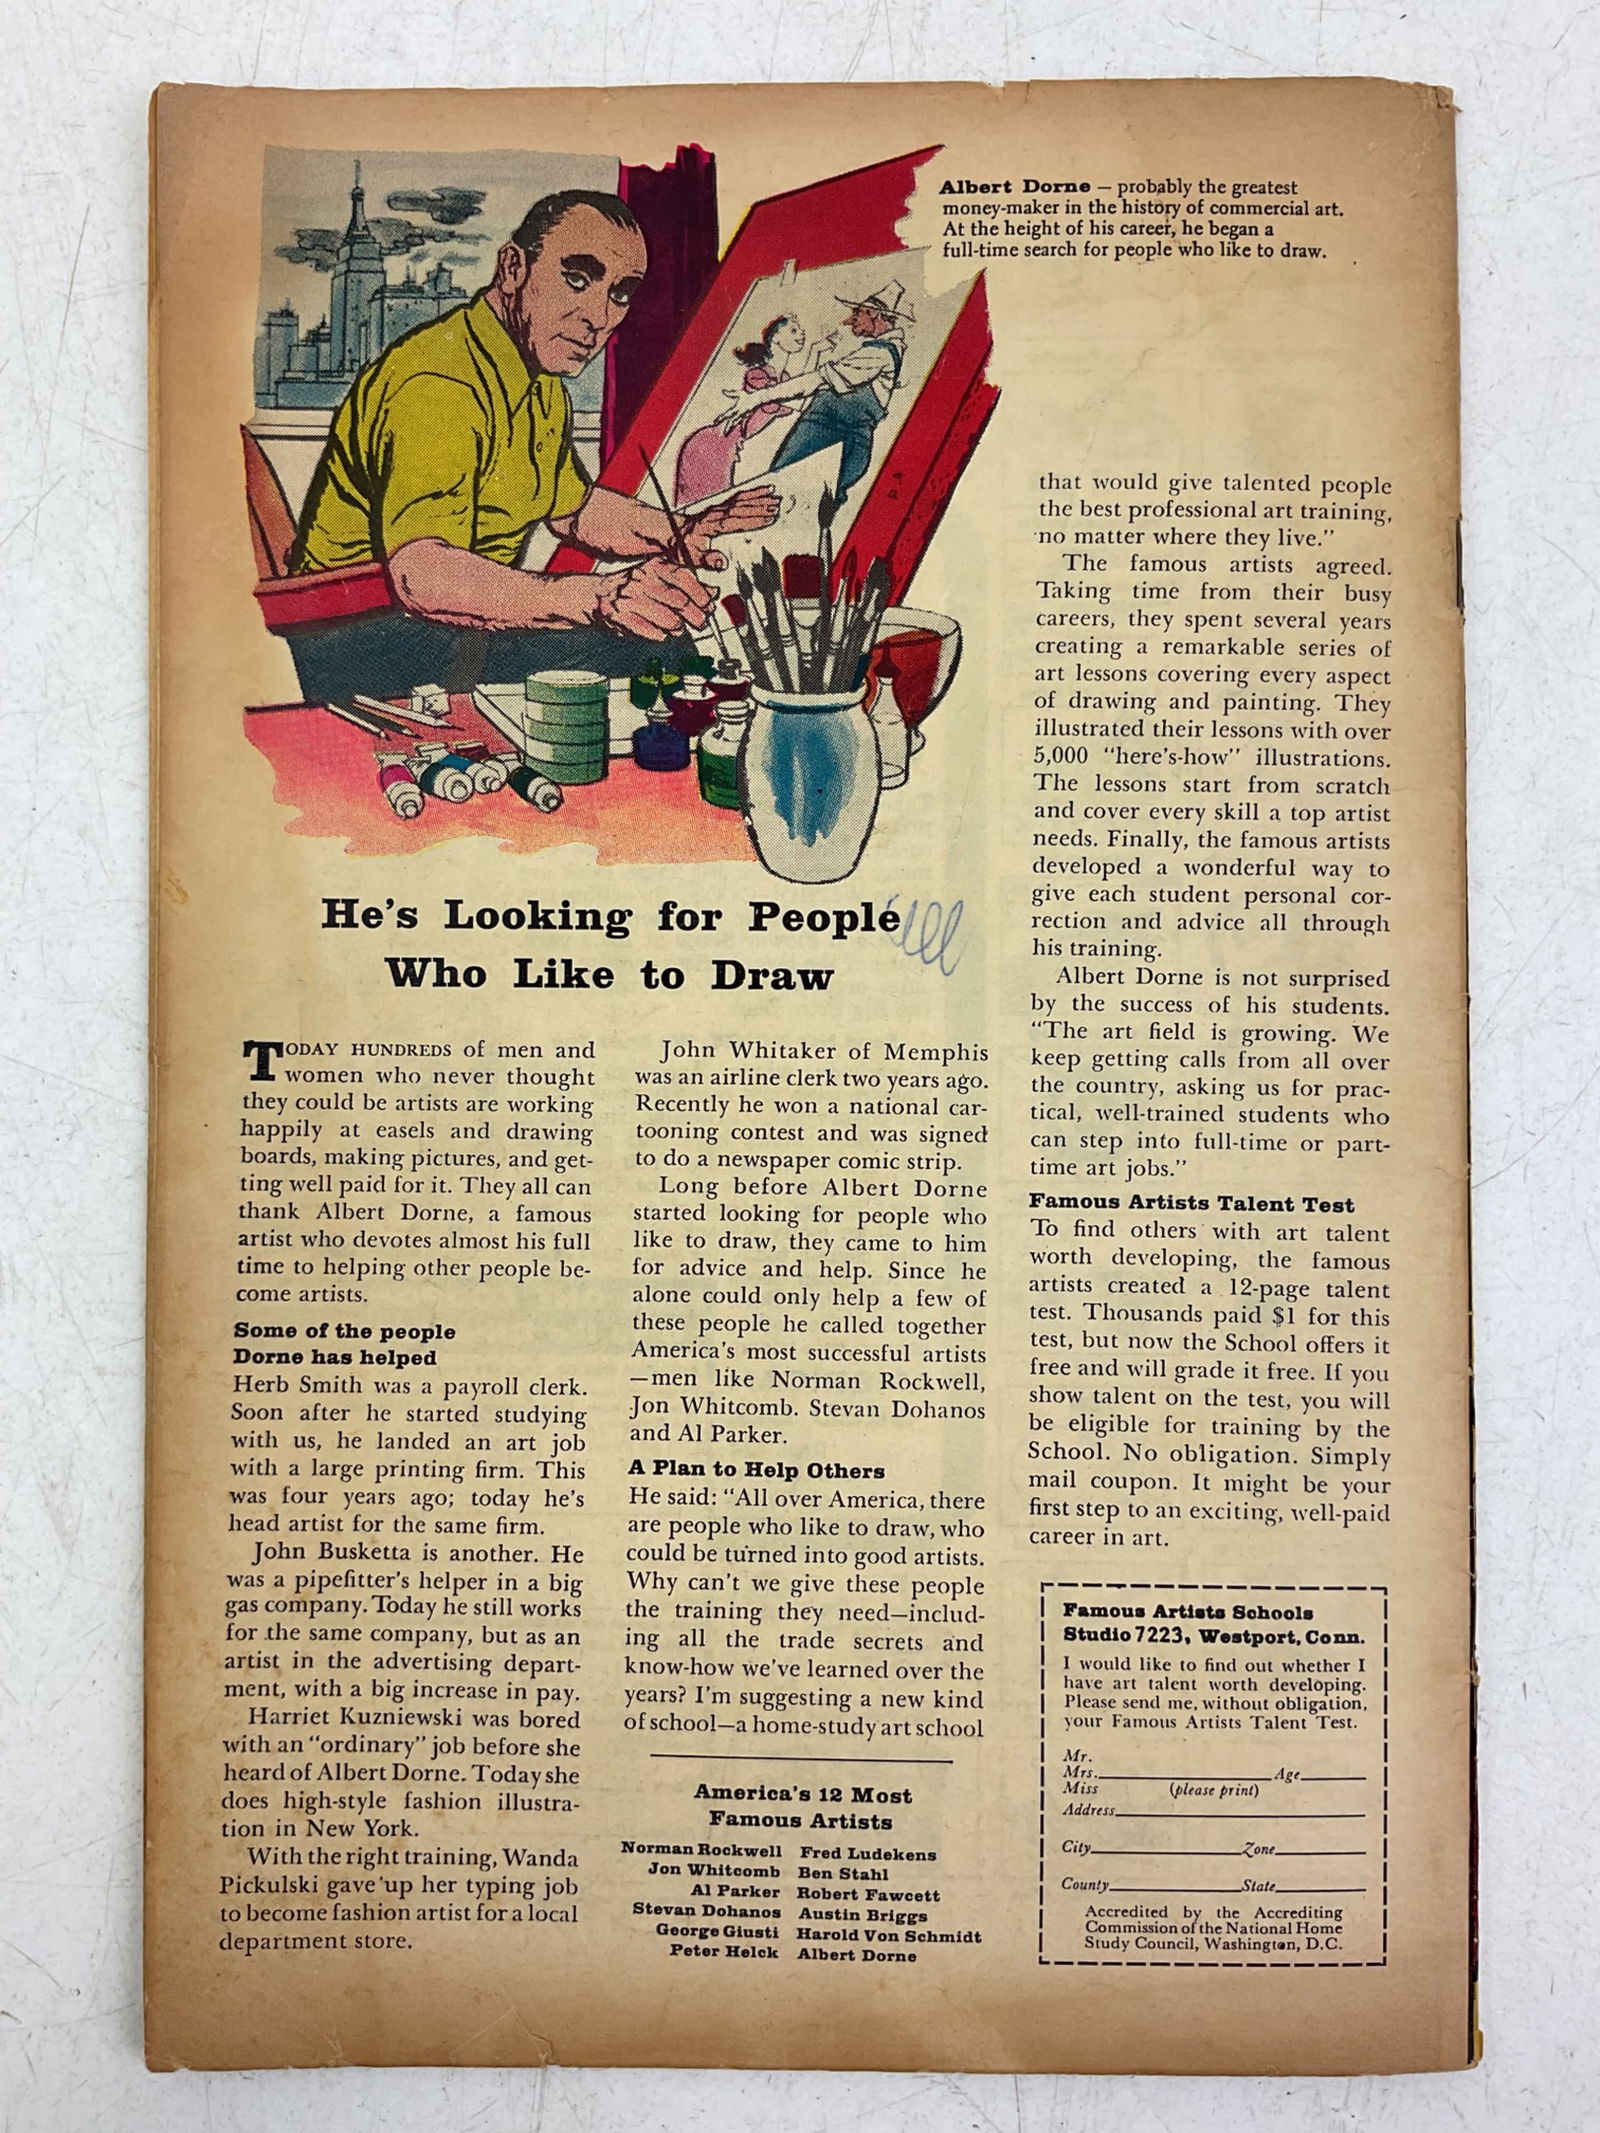 Albert Dorne – probably the greatest
money-maker in the history of commercial art.
At the height of his career, he began a
full-time search for people who like to draw.
He's Looking for People
Who Like to Draw
TODAY HUNDREDS of men and
women who never thought
they could be artists are working
happily at easels and drawing
boards, making pictures, and get-
ting well paid for it. They all can
thank Albert Dorne, a famous
artist who devotes almost his full
time to helping other people be-
come artists.
Some of the people
Dorne has helped
Herb Smith was a payroll clerk.
Soon after he started studying
with us, he landed an art job
with a large printing firm. This
was four years ago; today he's
head artist for the same firm.
John Busketta is another. He
was a pipefitter's helper in a big
gas company. Today he still works
for the same company, but as an
artist in the advertising depart-
ment, with a big increase in pay.
Harriet Kuzniewski was bored
with an "ordinary" job before she
heard of Albert Dorne. Today she
does high-style fashion illustra-
tion in New York.
With the right training, Wanda
Pickulski gave up her typing job
to become fashion artist for a local
department store.
John Whitaker of Memphis
was an airline clerk two years ago.
Recently he won a national car-
tooning contest and was signed
to do a newspaper comic strip.
Long before Albert Dorne
started looking for people who
like to draw, they came to him
for advice and help. Since he
alone could only help a few of
these people he called together
America's most successful artists
—men like Norman Rockwell,
Jon Whitcomb. Stevan Dohanos
and Al Parker.
A Plan to Help Others
He said: "All over America, there
are people who like to draw, who
could be turned into good artists.
Why can't we give these people
the training they need—includ-
ing all the trade secrets and
know-how we've learned over the
years? I'm suggesting a new kind
of school—a home-study art school
America's 12 Most
Famous Artists
Norman Rockwell Fred Ludekens
Jon Whitcomb Ben Stahl
Al Parker Robert Fawcett
Stevan Dohanos Austin Briggs
George Giusti Harold Von Schmidt
Peter Helck Albert Dorne
that would give talented people
the best professional art training,
no matter where they live."
The famous artists agreed.
Taking time from their busy
careers, they spent several years
creating a remarkable series of
art lessons covering every aspect
of drawing and painting. They
illustrated their lessons with over
5,000 "here's-how" illustrations.
The lessons start from scratch
and cover every skill a top artist
needs. Finally, the famous artists
developed a wonderful way to
give each student personal cor-
rection and advice all through
his training.
Albert Dorne is not surprised
by the success of his students.
"The art field is growing. We
keep getting calls from all over
the country, asking us for prac-
tical, well-trained students who
can step into full-time or part-
time art jobs."
Famous Artists Talent Test
To find others with art talent
worth developing, the famous
artists created a 12-page talent
test. Thousands paid $1 for this
test, but now the School offers it
free and will grade it free. If you
show talent on the test, you will
be eligible for training by the
School. No obligation. Simply
mail coupon. It might be your
first step to an exciting, well-paid
career in art.
Famous Artists Schools
Studio 7223, Westport, Conn.
I would like to find out whether I
have art talent worth developing.
Please send me, without obligation,
your Famous Artists Talent Test.
Mr.
Mrs. Age
Miss (please print)
Address
City Zone
County State
Accredited by the Accrediting
Commission of the National Home
Study Council, Washington, D.C.